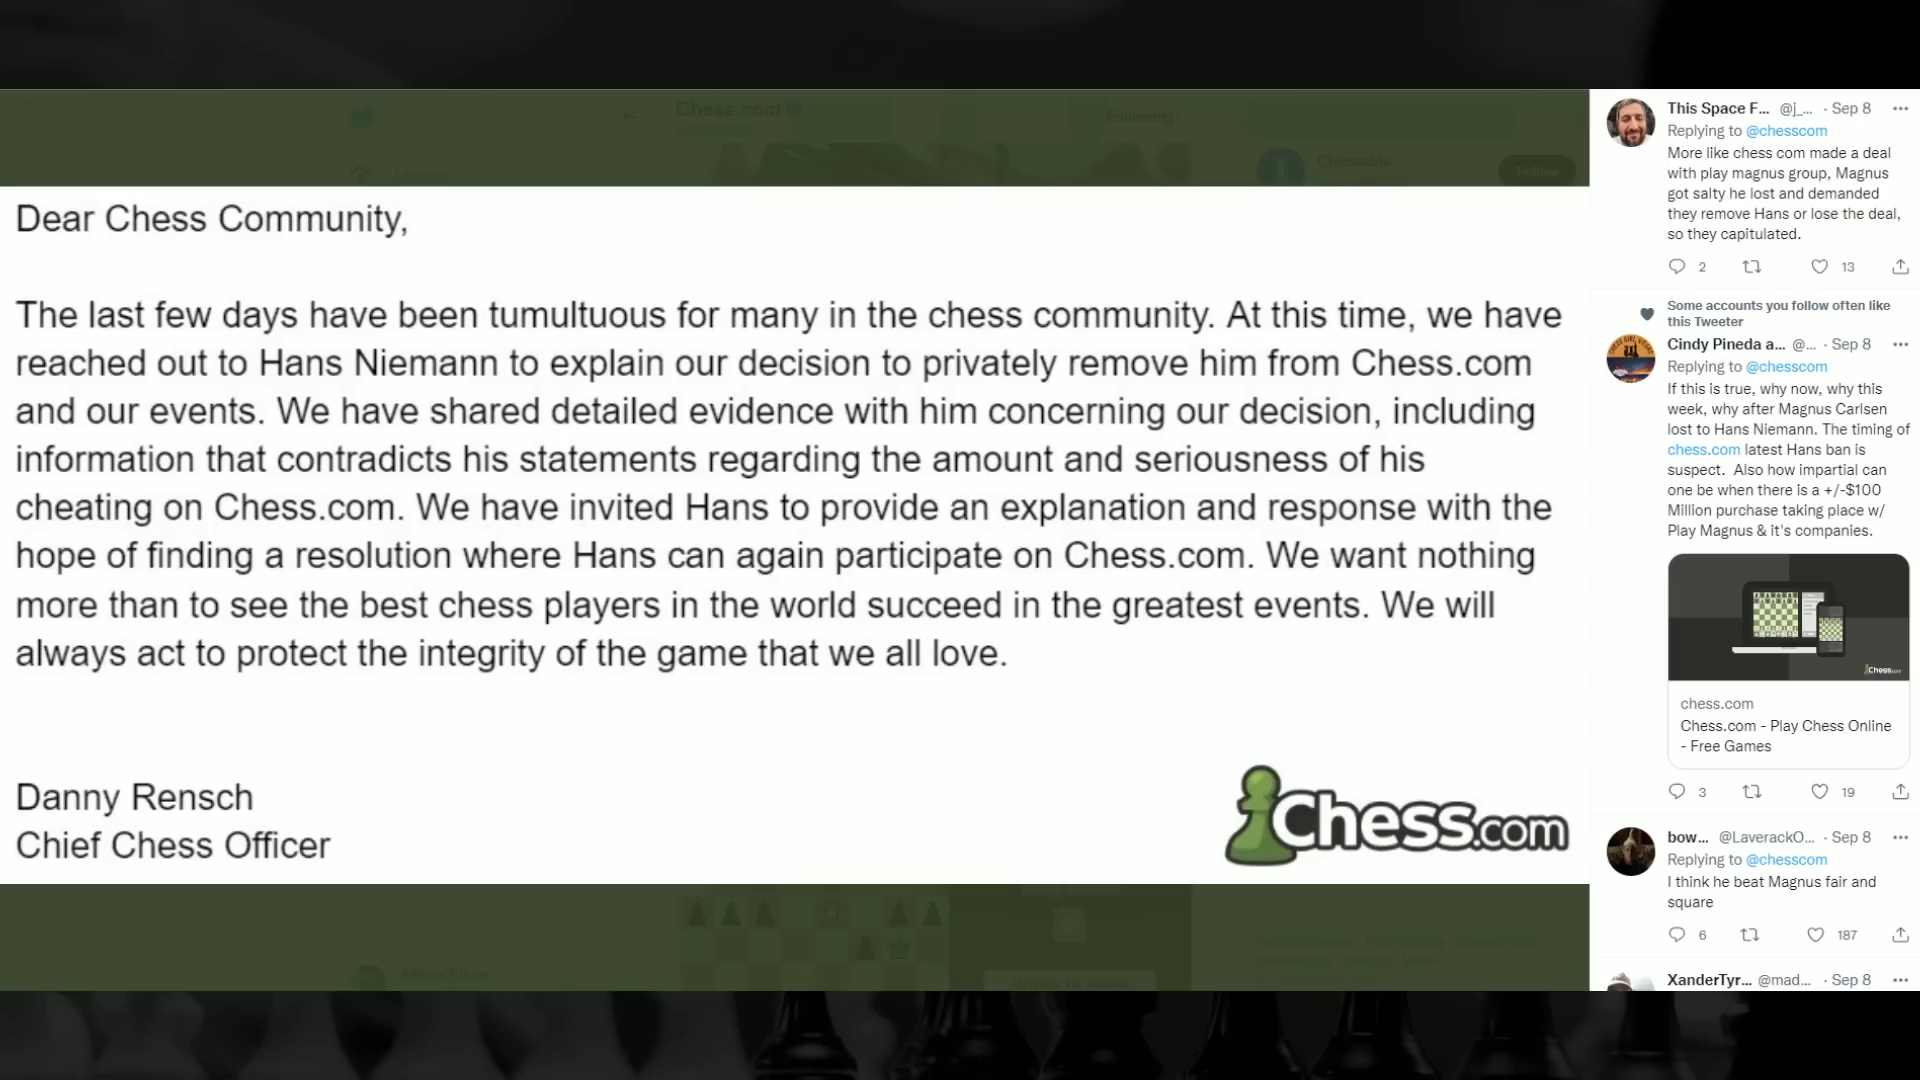 Chess.com
Following
Chessable
Follow
Dear Chess Community,
The last few days have been tumultuous for many in the chess community. At this time, we have
reached out to Hans Niemann to explain our decision to privately remove him from Chess.com
and our events. We have shared detailed evidence with him concerning our decision, including
information that contradicts his statements regarding the amount and seriousness of his
cheating on Chess.com. We have invited Hans to provide an explanation and response with the
hope of finding a resolution where Hans can again participate on Chess.com. We want nothing
more than to see the best chess players in the world succeed in the greatest events. We will
always act to protect the integrity of the game that we all love.
Danny Rensch
Chief Chess Officer
Chess.com
This Space F... @j_... · Sep 8
Replying to @chesscom
More like chess com made a deal
with play magnus group, Magnus
got salty he lost and demanded
they remove Hans or lose the deal,
so they capitulated.
2 13
Some accounts you follow often like
this Tweeter
Cindy Pineda a... @... · Sep 8
Replying to @chesscom
If this is true, why now, why this
week, why after Magnus Carlsen
lost to Hans Niemann. The timing of
chess.com latest Hans ban is
suspect. Also how impartial can
one be when there is a +/-$100
Million purchase taking place w/
Play Magnus & it's companies.
Chess.com
chess.com
Chess.com - Play Chess Online
- Free Games
3 19
bow... @LaverackO... · Sep 8
Replying to @chesscom
I think he beat Magnus fair and
square
6 187
XanderTyr... @mad... · Sep 8